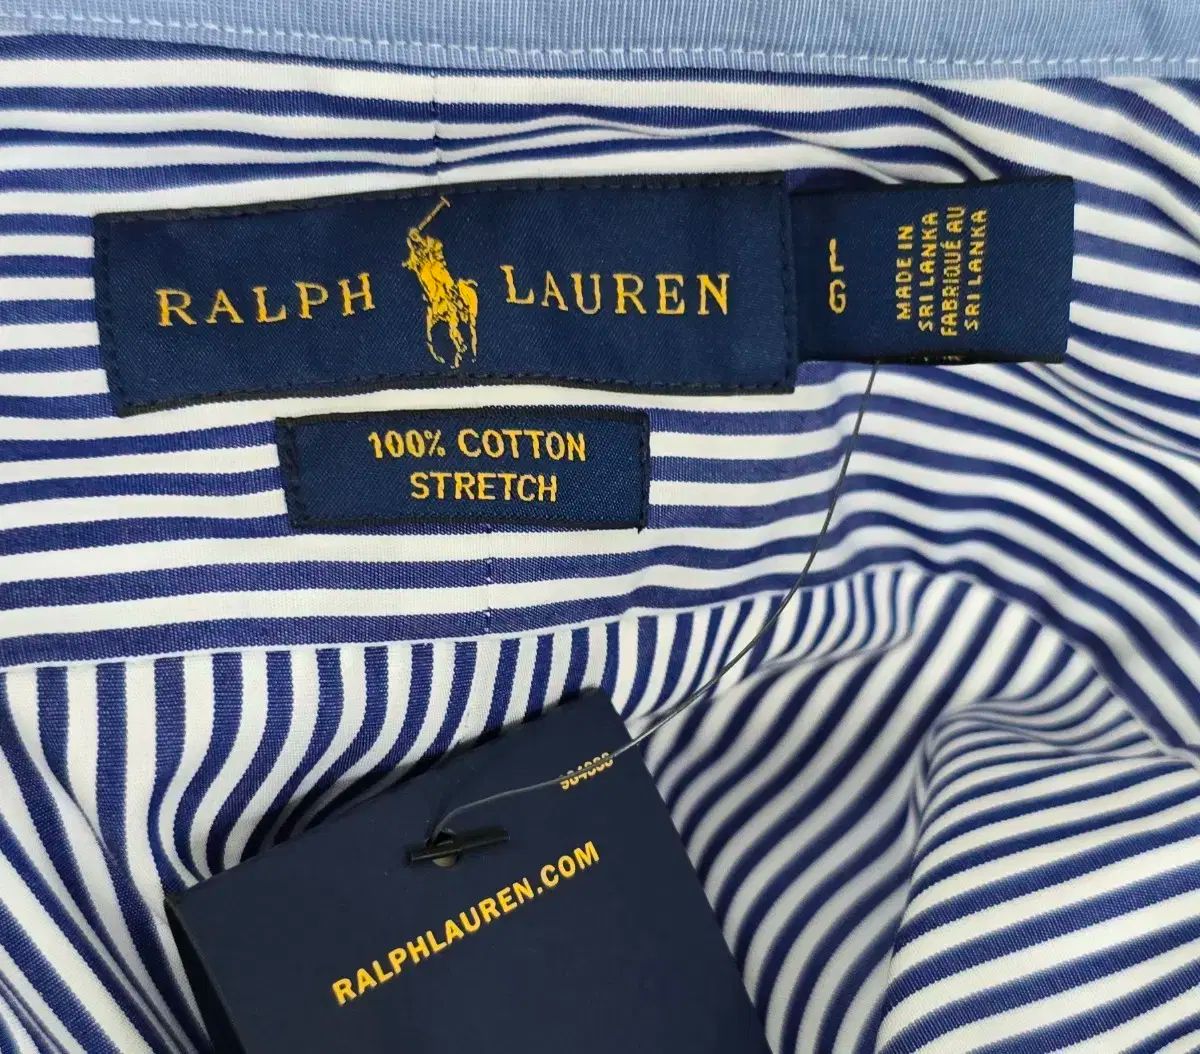 RALPH LAUREN
L
G
MADE IN
SRI LANKA
FABRIQUÉ AU
SRI LANKA
100% COTTON
STRETCH
RALPHLAUREN.COM